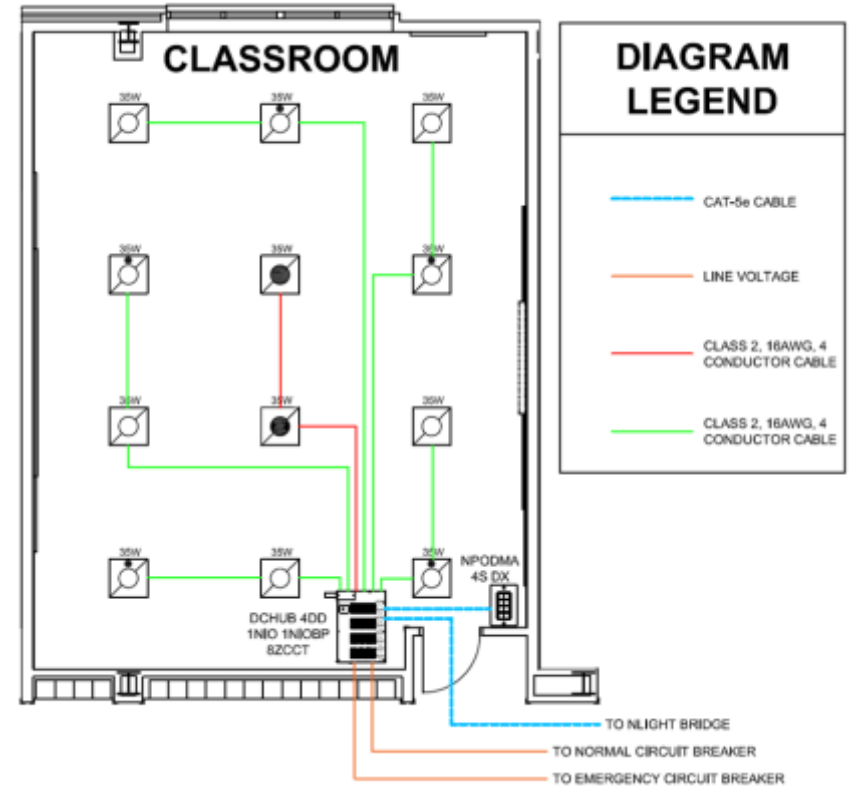 CLASSROOM
35W
35W
35W
35W
35W
35W
35W
35W
35W
35W
35W
35W
NPODMA
4S DX
DCHUB 4DD
1NIO 1NIOBP
8ZCCT
TO NLIGHT BRIDGE
TO NORMAL CIRCUIT BREAKER
TO EMERGENCY CIRCUIT BREAKER
DIAGRAM
LEGEND
CAT-5e CABLE
LINE VOLTAGE
CLASS 2, 16AWG, 4
CONDUCTOR CABLE
CLASS 2, 16AWG, 4
CONDUCTOR CABLE